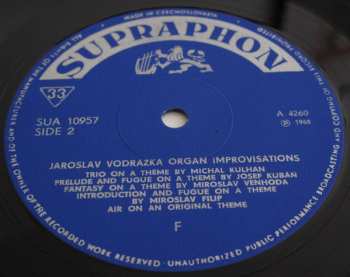 MADE IN CZECHOSLOVAKIA
SUPRAPHON
33
SUA 10957
SIDE 2
A 4260
Ⓟ 1966
JAROSLAV VODRAZKA ORGAN IMPROVISATIONS
TRIO ON A THEME BY MICHAL KULHAN
PRELUDE AND FUGUE ON A THEME BY JOSEF KUBÁN
FANTASY ON A THEME BY MIROSLAV VENHODA
INTRODUCTION AND FUGUE ON A THEME
BY MIROSLAV FILIP
AIR ON AN ORIGINAL THEME
F
ALL RIGHTS OF THE MANUFACTURER AND OF THE OWNER OF THE RECORDED WORK RESERVED - UNAUTHORIZED PUBLIC PERFORMANCE BROADCASTING AND COPYING OF THIS RECORD PROHIBITED